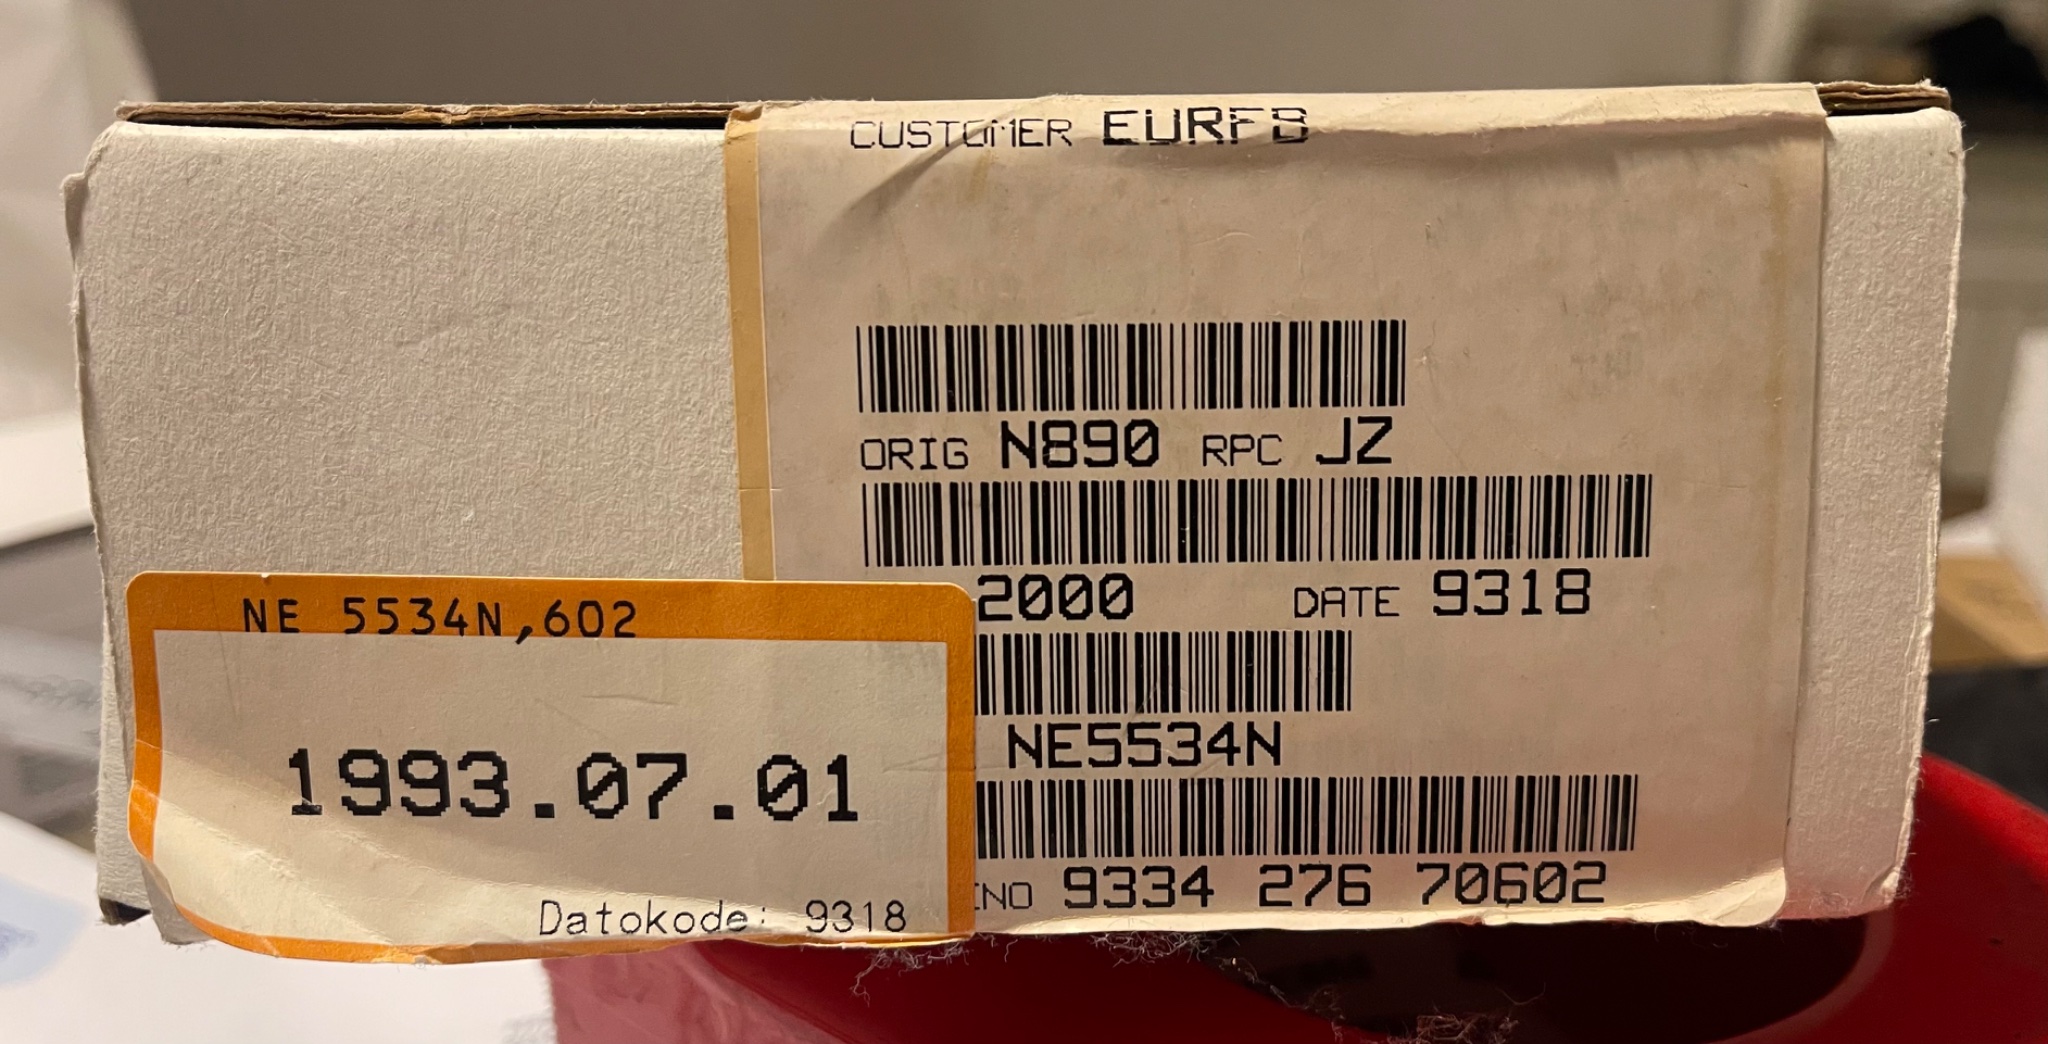 CUSTOMER EURFB
ORIG N890 RPC JZ
2000 DATE 9318
NE5534N
9334 276 70602
NE 5534N,602
1993.07.01
Datokode: 9318